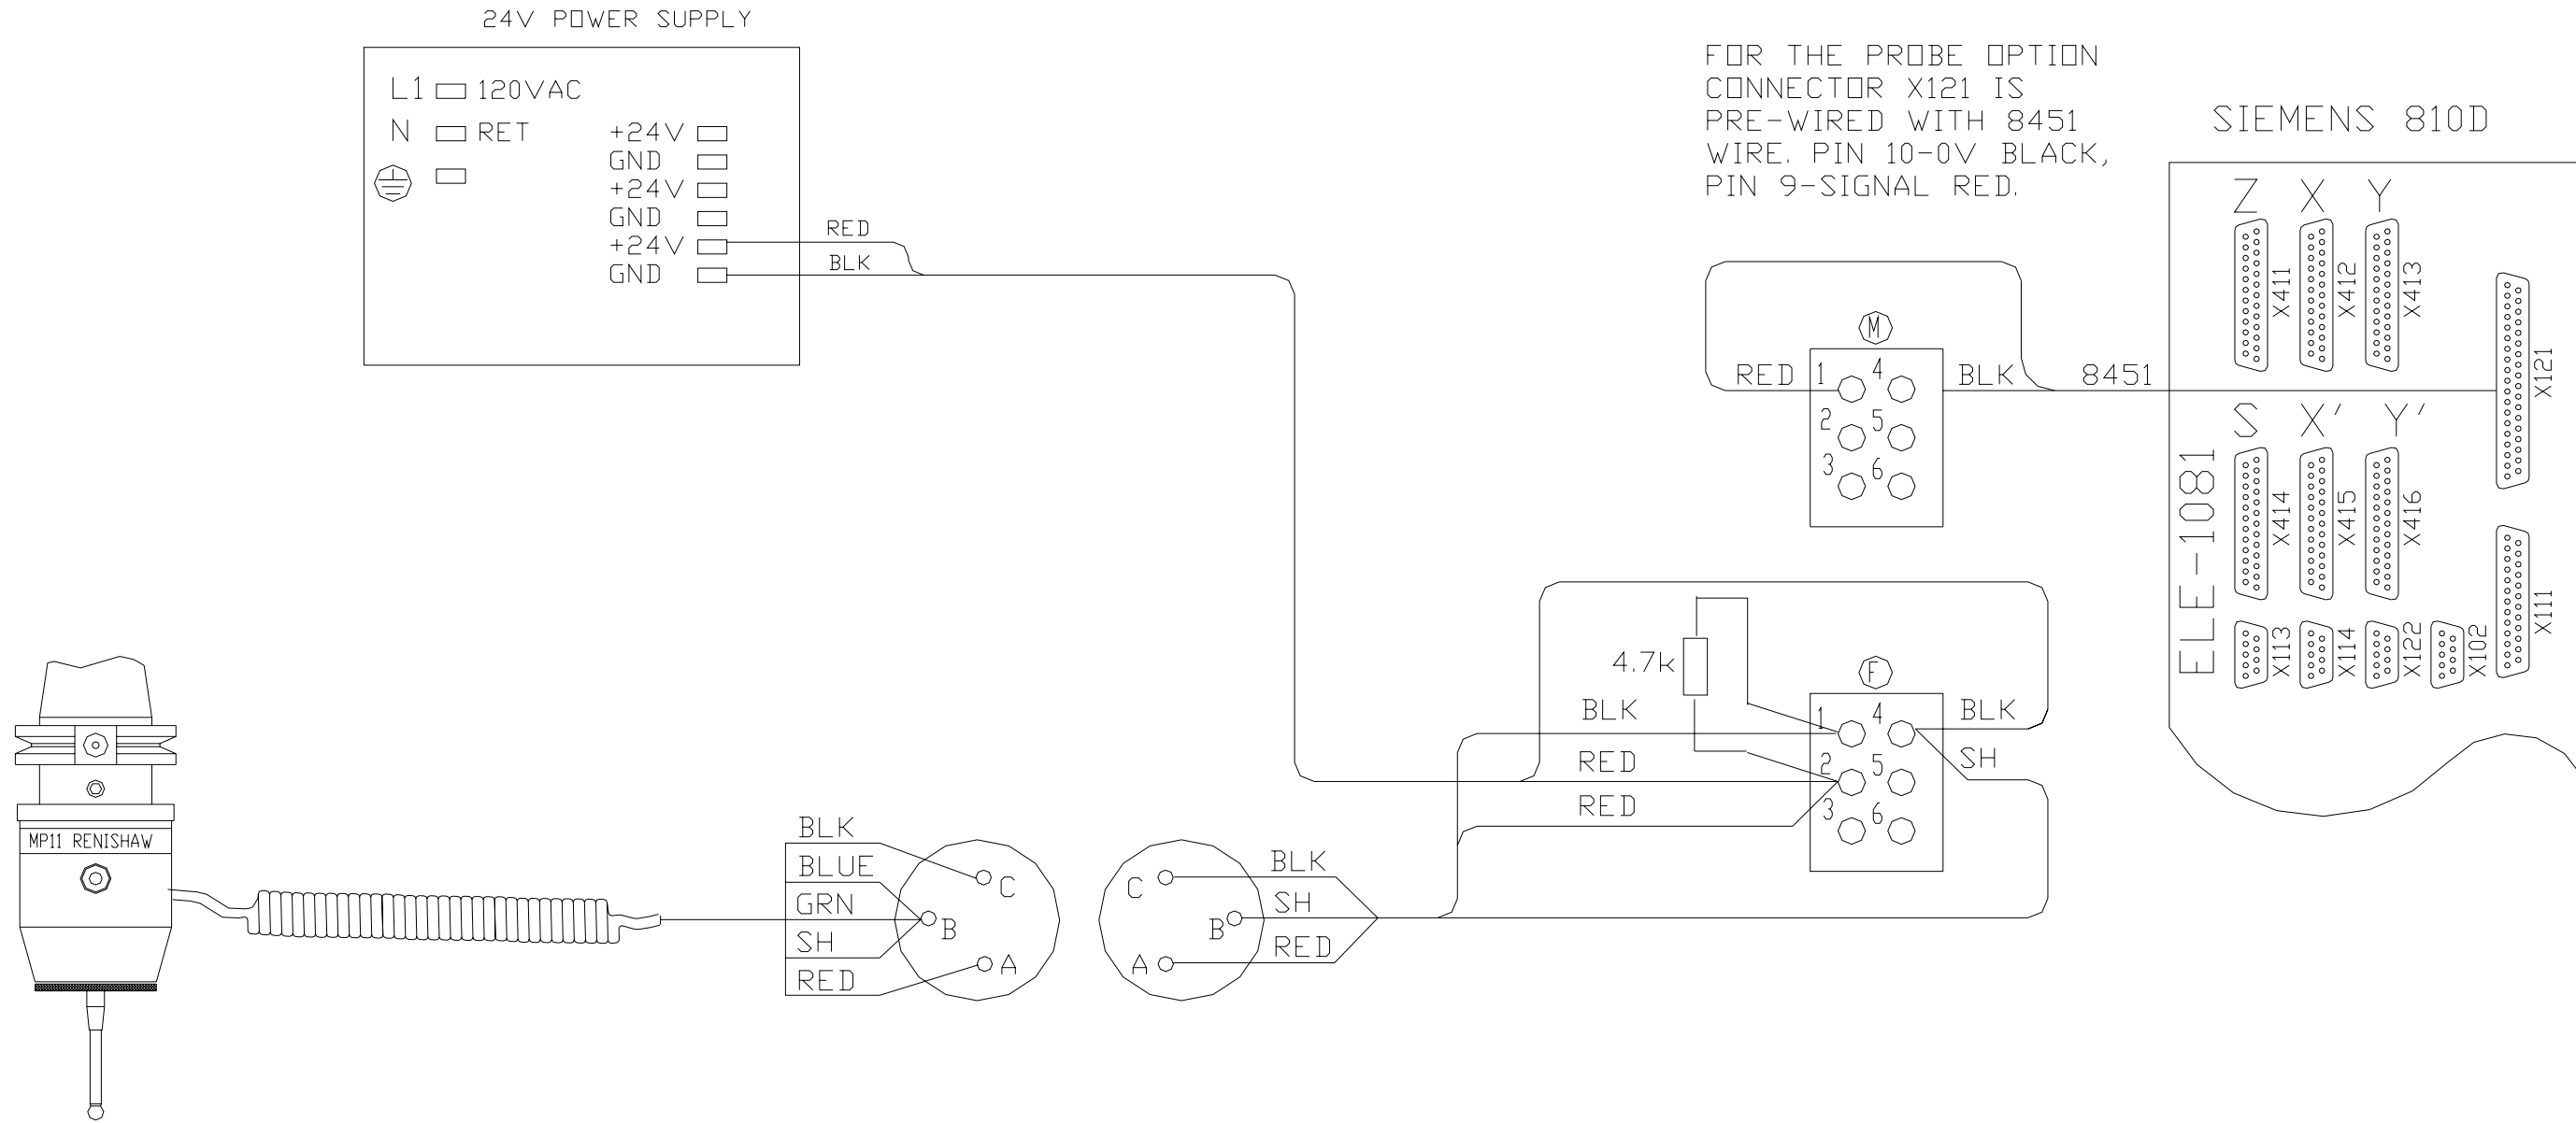 24V POWER SUPPLY
L1 120VAC
N RET
+24V
GND
+24V
GND
+24V
GND
RED
BLK
FOR THE PROBE OPTION
CONNECTOR X121 IS
PRE-WIRED WITH 8451
WIRE. PIN 10-0V BLACK,
PIN 9-SIGNAL RED.
SIEMENS 810D
Z X Y
X411
X412
X413
X121
M
RED
1 4
2 5
3 6
BLK
8451
S X' Y'
ELE-1081
X414
X415
X416
X111
X113
X114
X122
X102
4.7k
F
BLK
RED
RED
1 4
2 5
3 6
BLK
SH
MP11 RENISHAW
BLK
BLUE
GRN
SH
RED
C
B
A
C
B
A
BLK
SH
RED